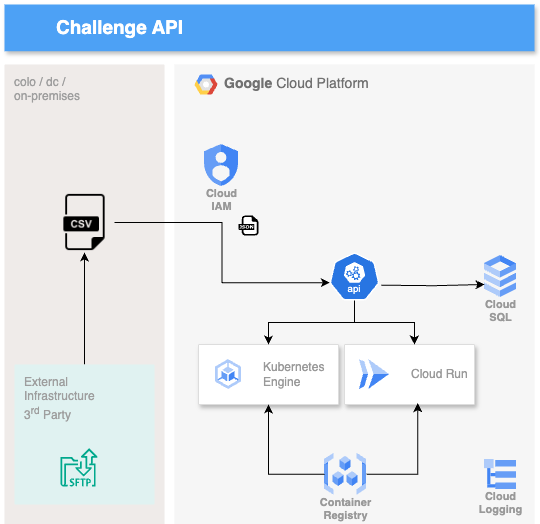 Challenge API
colo / dc /
on-premises
Google Cloud Platform
Cloud
IAM
CSV
JSON
api
Cloud
SQL
Kubernetes
Engine
Cloud Run
External
Infrastructure
3rd Party
SFTP
Container
Registry
Cloud
Logging